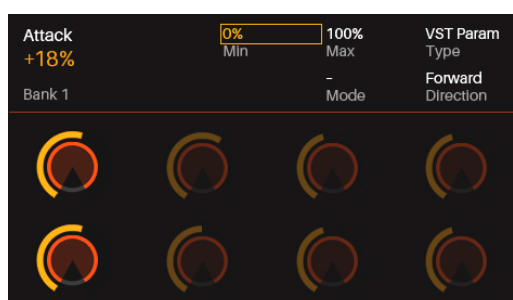 Attack
+18%
Bank 1
0%
Min
100%
Max
VST Param
Type
-
Mode
Forward
Direction